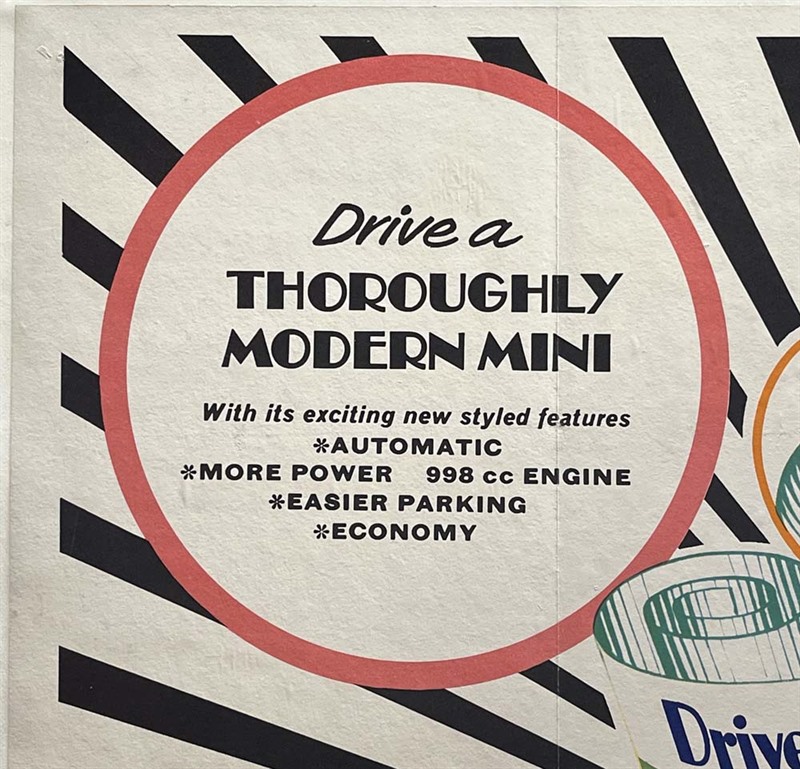 Drive a
THOROUGHLY
MODERN MINI
With its exciting new styled features
*AUTOMATIC
*MORE POWER 998 cc ENGINE
*EASIER PARKING
*ECONOMY
Drive